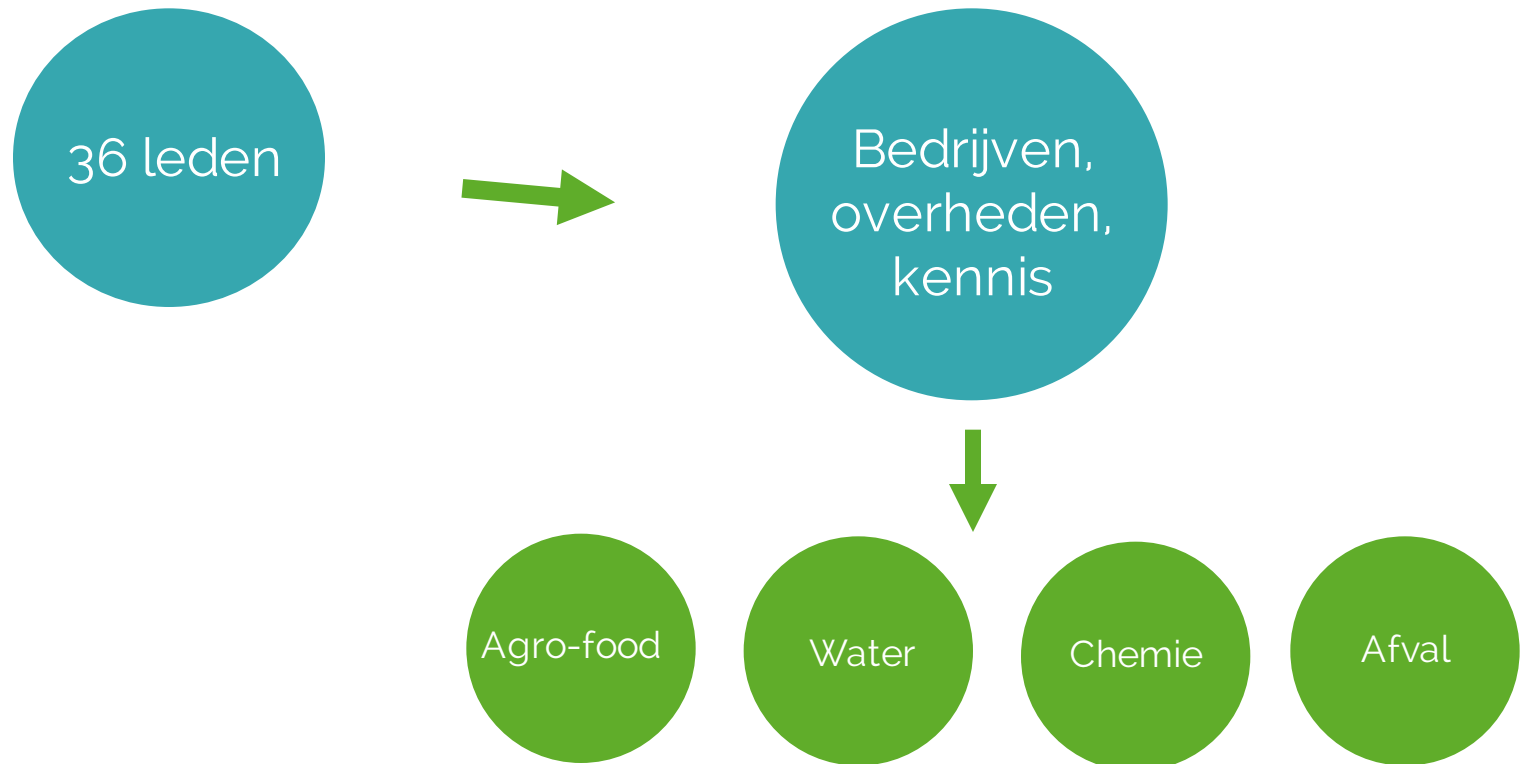 36 leden
Bedrijven,
overheden,
kennis
Agro-food
Water
Chemie
Afval